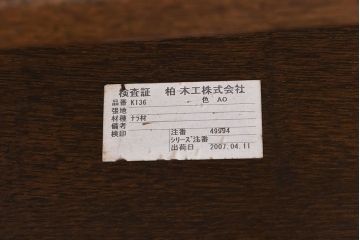 検査証 柏木工株式会社
品番 K136 色 AO
張地
材種 ナラ材
備考
検印 注番 49994
シリーズ注番
出荷日 2007.04.11